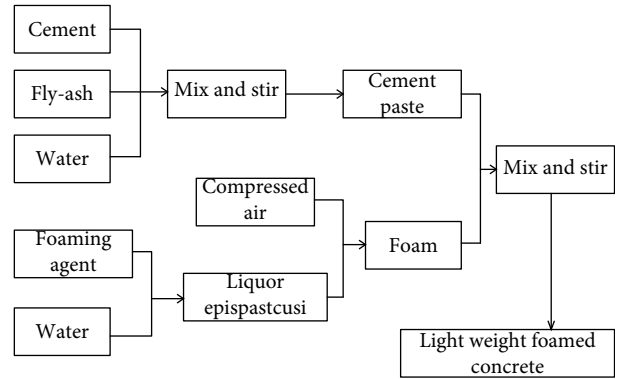 Cement
Fly-ash
Water
Mix and stir
Cement
paste
Mix and stir
Compressed
air
Foaming
agent
Water
Liquor
epispastcusi
Foam
Light weight foamed
concrete